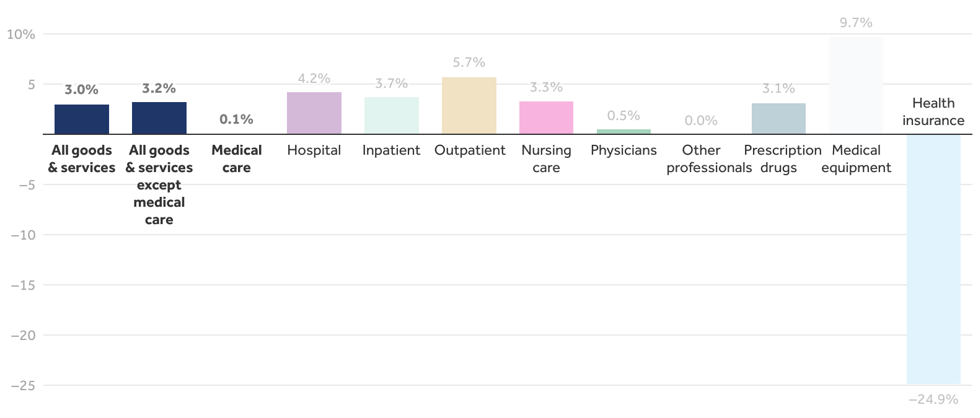 10%
5
−5
−10
−15
−20
−25
3.0%
3.2%
0.1%
4.2%
3.7%
5.7%
3.3%
0.5%
0.0%
3.1%
9.7%
−24.9%
All goods
& services
All goods
& services
except
medical
care
Medical
care
Hospital
Inpatient
Outpatient
Nursing
care
Physicians
Other
professionals
Prescription
drugs
Medical
equipment
Health
insurance